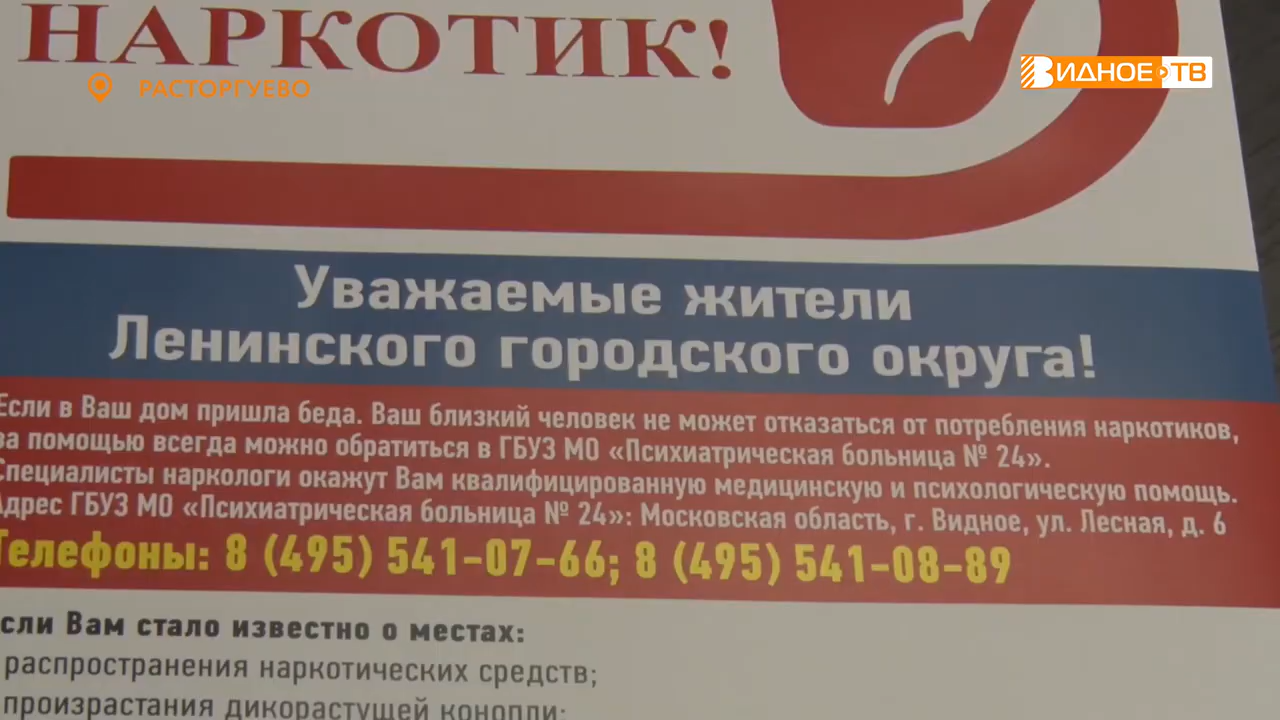 НАРКОТИК!
РАСТОРГУЕВО
ВИДНОЕ ТВ
Уважаемые жители
Ленинского городского округа!
Если в Ваш дом пришла беда. Ваш близкий человек не может отказаться от потребления наркотиков,
за помощью всегда можно обратиться в ГБУЗ МО «Психиатрическая больница № 24».
Специалисты наркологи окажут Вам квалифицированную медицинскую и психологическую помощь.
Адрес ГБУЗ МО «Психиатрическая больница № 24»: Московская область, г. Видное, ул. Лесная, д. 6
Телефоны: 8 (495) 541-07-66; 8 (495) 541-08-89
сли Вам стало известно о местах:
распространения наркотических средств;
произрастания дикорастущей конопли;